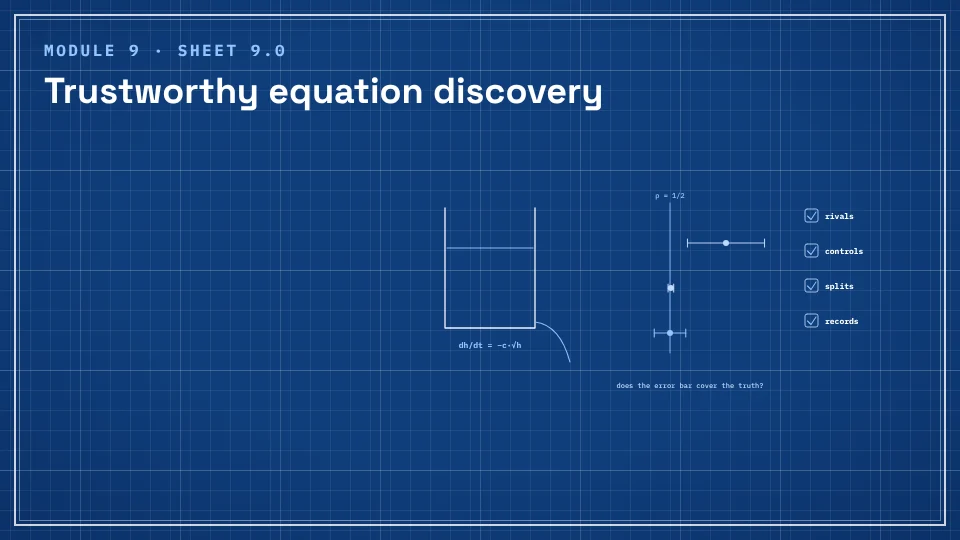 MODULE 9 · SHEET 9.0
Trustworthy equation discovery
p = 1/2
rivals
controls
splits
records
dh/dt = −c·√h
does the error bar cover the truth?